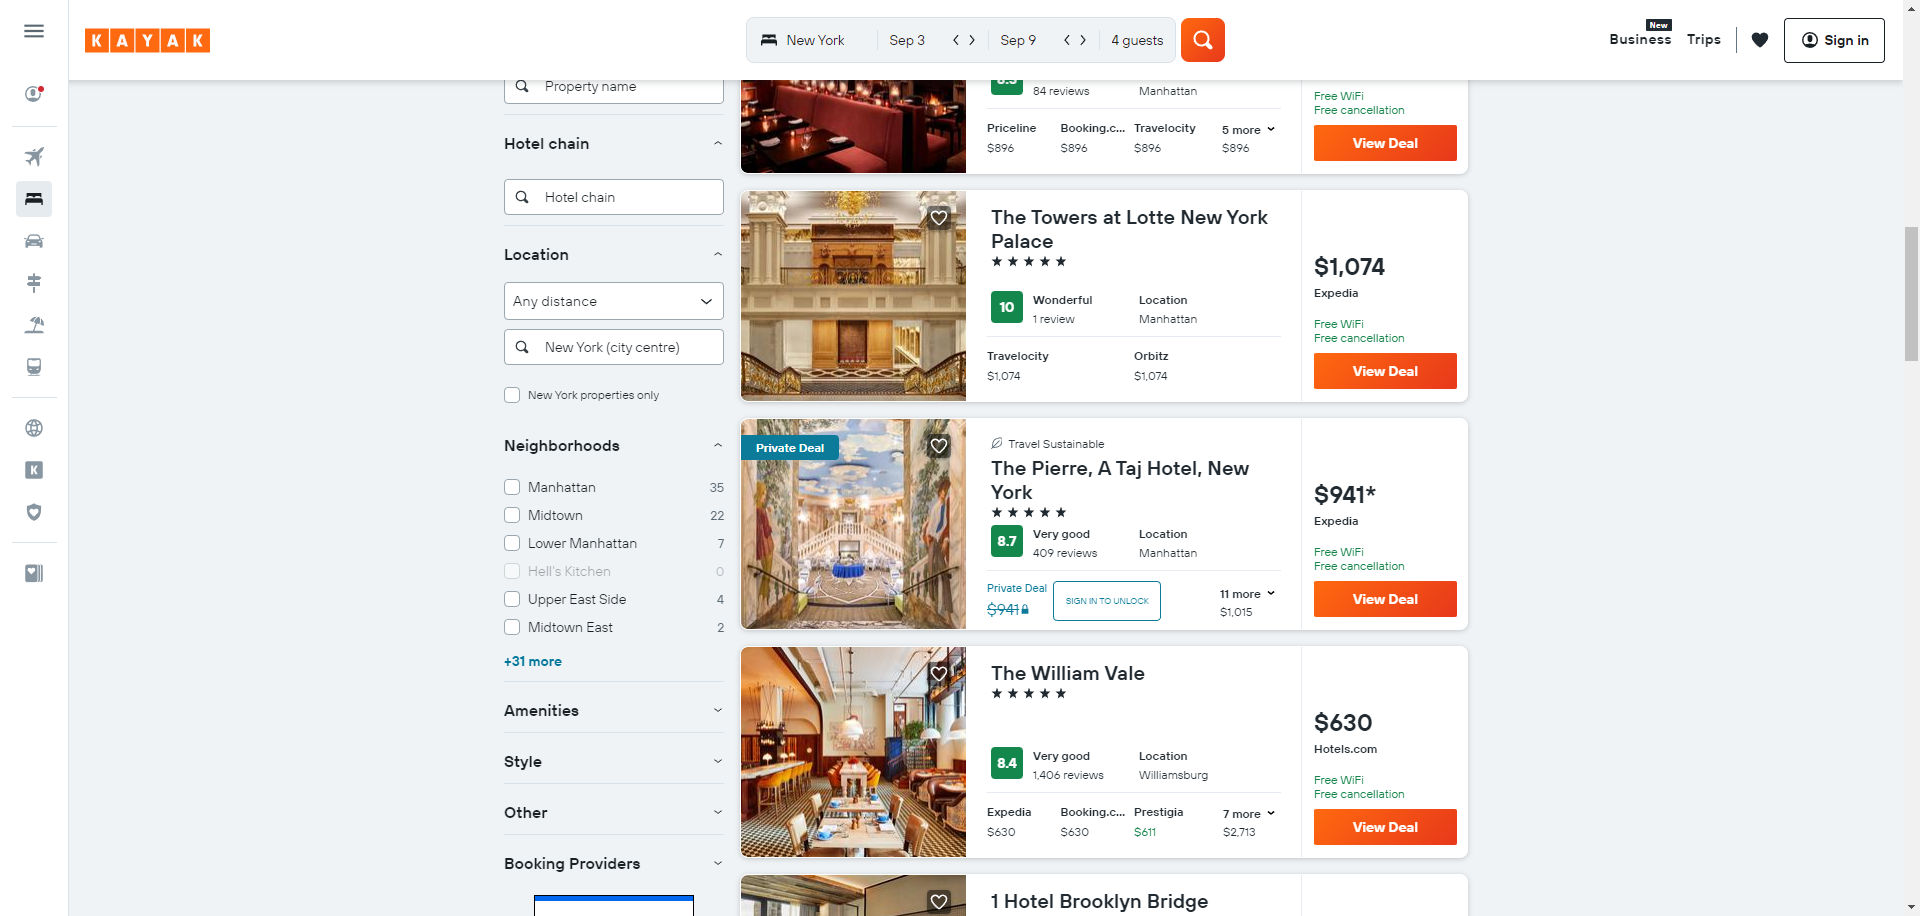 KAYAK
New York
Sep 3
Sep 9
4 guests
New
Business
Trips
Sign in
Property name
Hotel chain
Hotel chain
Location
Any distance
New York (city centre)
New York properties only
Neighborhoods
Manhattan 35
Midtown 22
Lower Manhattan 7
Hell's Kitchen 0
Upper East Side 4
Midtown East 2
+31 more
Amenities
Style
Other
Booking Providers
84 reviews
Manhattan
Priceline Booking.c... Travelocity 5 more
$896 $896 $896 $896
Free WiFi
Free cancellation
View Deal
The Towers at Lotte New York
Palace
10 Wonderful
1 review
Location
Manhattan
Travelocity Orbitz
$1,074 $1,074
$1,074
Expedia
Free WiFi
Free cancellation
View Deal
Private Deal
Travel Sustainable
The Pierre, A Taj Hotel, New
York
8.7 Very good
409 reviews
Location
Manhattan
Private Deal
$941
SIGN IN TO UNLOCK
11 more
$1,015
$941*
Expedia
Free WiFi
Free cancellation
View Deal
The William Vale
8.4 Very good
1,406 reviews
Location
Williamsburg
Expedia Booking.c... Prestigia 7 more
$630 $630 $611 $2,713
$630
Hotels.com
Free WiFi
Free cancellation
View Deal
1 Hotel Brooklyn Bridge